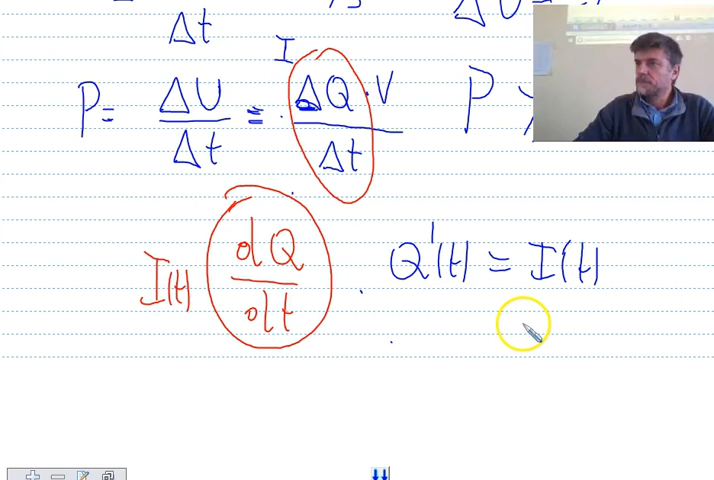 Δt
I
P = ΔU/Δt = ΔQ · V/Δt P
I(t) dQ/dt · Q'(t) = I(t)